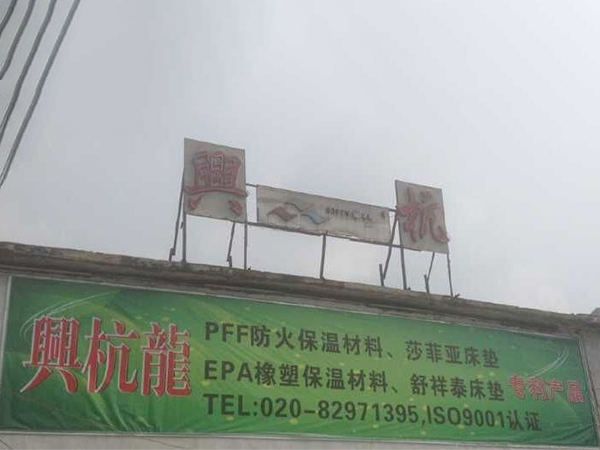 興
杭
興杭龍
PFF防火保温材料、莎菲亚床垫
EPA橡塑保温材料、舒祥泰床垫
专利产品
TEL:020-82971395,ISO9001认证